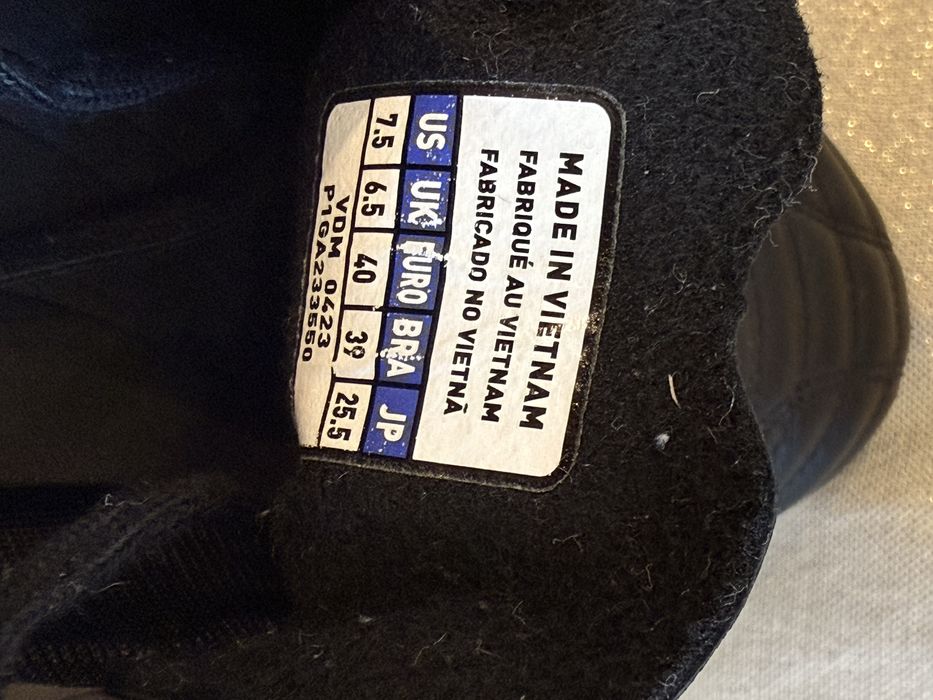 MADE IN VIETNAM
FABRIQUÉ AU VIETNAM
FABRICADO NO VIETNÃ
US UK EURO BRA JP
7.5 6.5 40 39 25.5
VDM 0423
P1GA233550